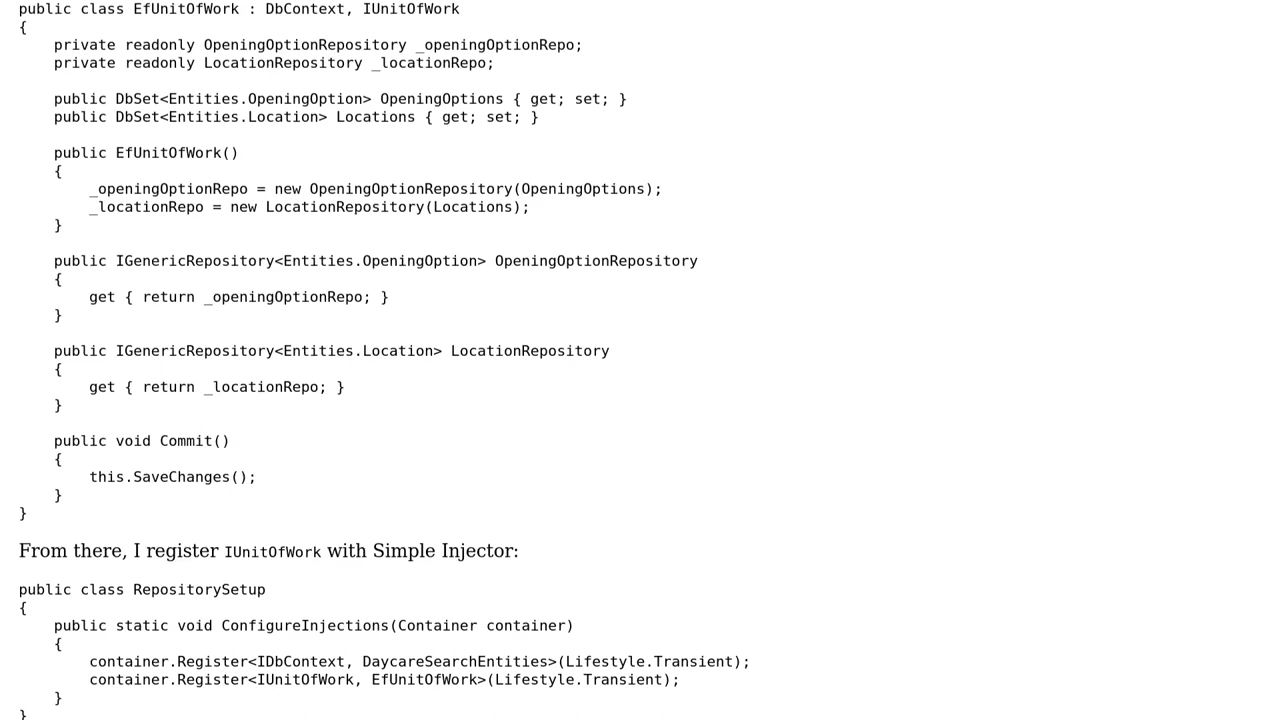 public class EfUnitOfWork : DbContext, IUnitOfWork
{
    private readonly OpeningOptionRepository _openingOptionRepo;
    private readonly LocationRepository _locationRepo;

    public DbSet<Entities.OpeningOption> OpeningOptions { get; set; }
    public DbSet<Entities.Location> Locations { get; set; }

    public EfUnitOfWork()
    {
        _openingOptionRepo = new OpeningOptionRepository(OpeningOptions);
        _locationRepo = new LocationRepository(Locations);
    }

    public IGenericRepository<Entities.OpeningOption> OpeningOptionRepository
    {
        get { return _openingOptionRepo; }
    }

    public IGenericRepository<Entities.Location> LocationRepository
    {
        get { return _locationRepo; }
    }

    public void Commit()
    {
        this.SaveChanges();
    }
}
From there, I register IUnitOfWork with Simple Injector:
public class RepositorySetup
{
    public static void ConfigureInjections(Container container)
    {
        container.Register<IDbContext, DaycareSearchEntities>(Lifestyle.Transient);
        container.Register<IUnitOfWork, EfUnitOfWork>(Lifestyle.Transient);
    }
}